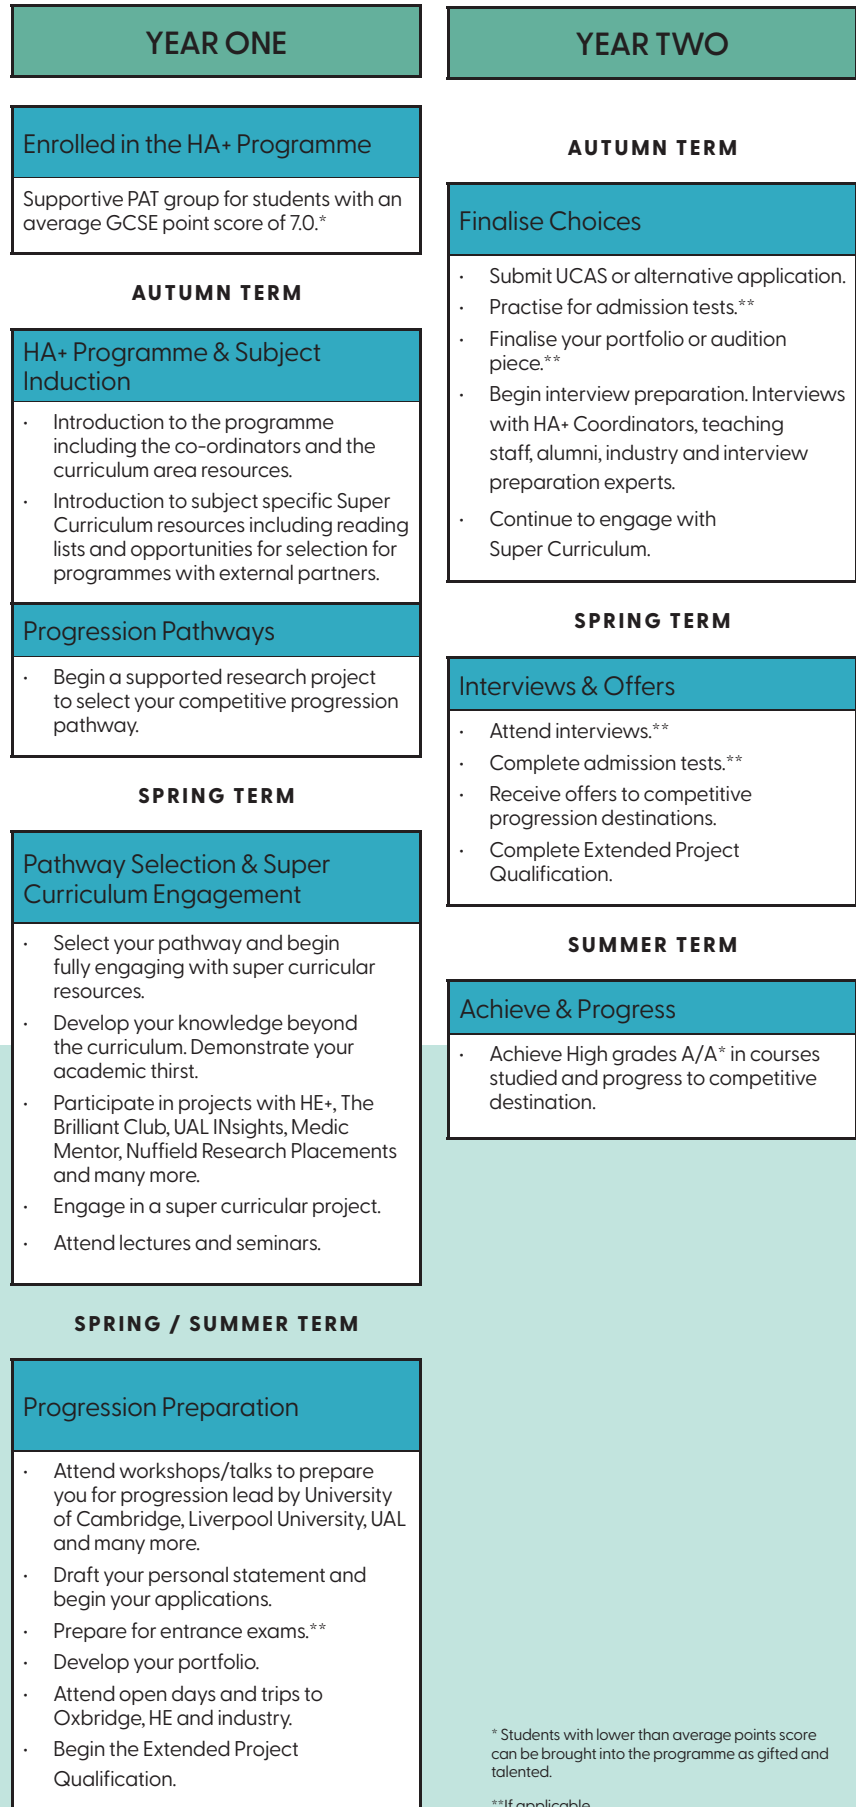 YEAR ONE
Enrolled in the HA+ Programme
Supportive PAT group for students with an
average GCSE point score of 7.0.*
AUTUMN TERM
HA+ Programme & Subject
Induction
· Introduction to the programme
including the co-ordinators and the
curriculum area resources.
· Introduction to subject specific Super
Curriculum resources including reading
lists and opportunities for selection for
programmes with external partners.
Progression Pathways
· Begin a supported research project
to select your competitive progression
pathway.
SPRING TERM
Pathway Selection & Super
Curriculum Engagement
· Select your pathway and begin
fully engaging with super curricular
resources.
· Develop your knowledge beyond
the curriculum. Demonstrate your
academic thirst.
· Participate in projects with HE+, The
Brilliant Club, UAL INsights, Medic
Mentor, Nuffield Research Placements
and many more.
· Engage in a super curricular project.
· Attend lectures and seminars.
SPRING / SUMMER TERM
Progression Preparation
· Attend workshops/talks to prepare
you for progression lead by University
of Cambridge, Liverpool University, UAL
and many more.
· Draft your personal statement and
begin your applications.
· Prepare for entrance exams.**
· Develop your portfolio.
· Attend open days and trips to
Oxbridge, HE and industry.
· Begin the Extended Project
Qualification.
YEAR TWO
AUTUMN TERM
Finalise Choices
· Submit UCAS or alternative application.
· Practise for admission tests.**
· Finalise your portfolio or audition
piece.**
· Begin interview preparation. Interviews
with HA+ Coordinators, teaching
staff, alumni, industry and interview
preparation experts.
· Continue to engage with
Super Curriculum.
SPRING TERM
Interviews & Offers
· Attend interviews.**
· Complete admission tests.**
· Receive offers to competitive
progression destinations.
· Complete Extended Project
Qualification.
SUMMER TERM
Achieve & Progress
· Achieve High grades A/A* in courses
studied and progress to competitive
destination.
* Students with lower than average points score
can be brought into the programme as gifted and
talented.
**If applicable